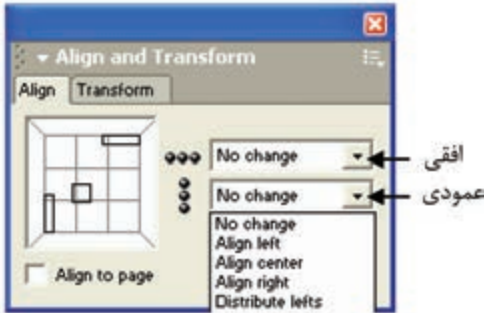 Align and Transform
Align Transform
No change افقی
No change عمودی
No change
Align left
Align center
Align right
Align to page
Distribute lefts